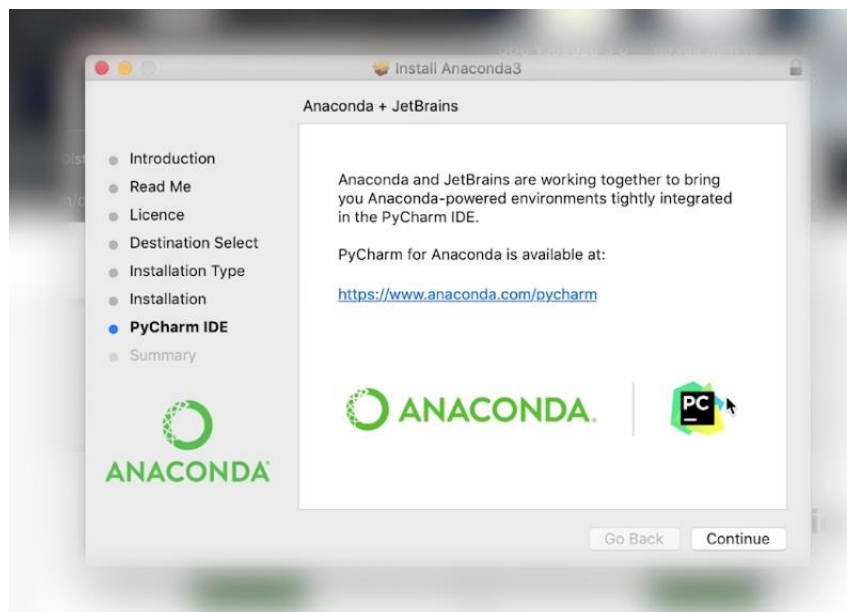 Install Anaconda3
Anaconda + JetBrains
Introduction
Read Me
Licence
Destination Select
Installation Type
Installation
PyCharm IDE
Summary
ANACONDA
Anaconda and JetBrains are working together to bring
you Anaconda-powered environments tightly integrated
in the PyCharm IDE.
PyCharm for Anaconda is available at:
https://www.anaconda.com/pycharm
ANACONDA.
PC
Go Back
Continue